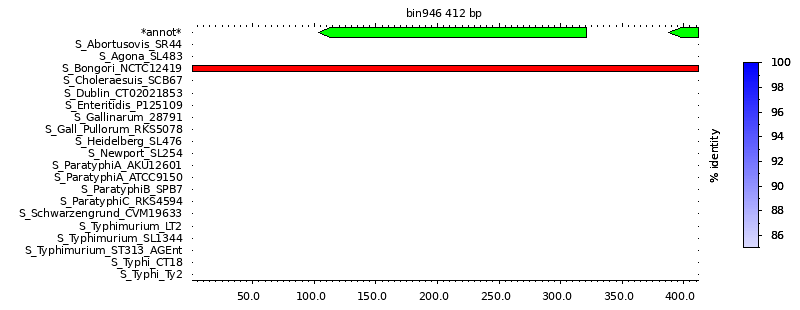 bin946 412 bp
*annot*
S_Abortusovis_SR44
S_Agona_SL483
S_Bongori_NCTC12419
S_Choleraesuis_SCB67
S_Dublin_CT02021853
S_Enteritidis_P125109
S_Gallinarum_28791
S_Gall_Pullorum_RKS5078
S_Heidelberg_SL476
S_Newport_SL254
S_ParatyphiA_AKU12601
S_ParatyphiA_ATCC9150
S_ParatyphiB_SPB7
S_ParatyphiC_RKS4594
S_Schwarzengrund_CVM19633
S_Typhimurium_LT2
S_Typhimurium_SL1344
S_Typhimurium_ST313_AGEnt
S_Typhi_CT18
S_Typhi_Ty2
50.0 100.0 150.0 200.0 250.0 300.0 350.0 400.0
% identity
100
98
96
94
92
90
88
86